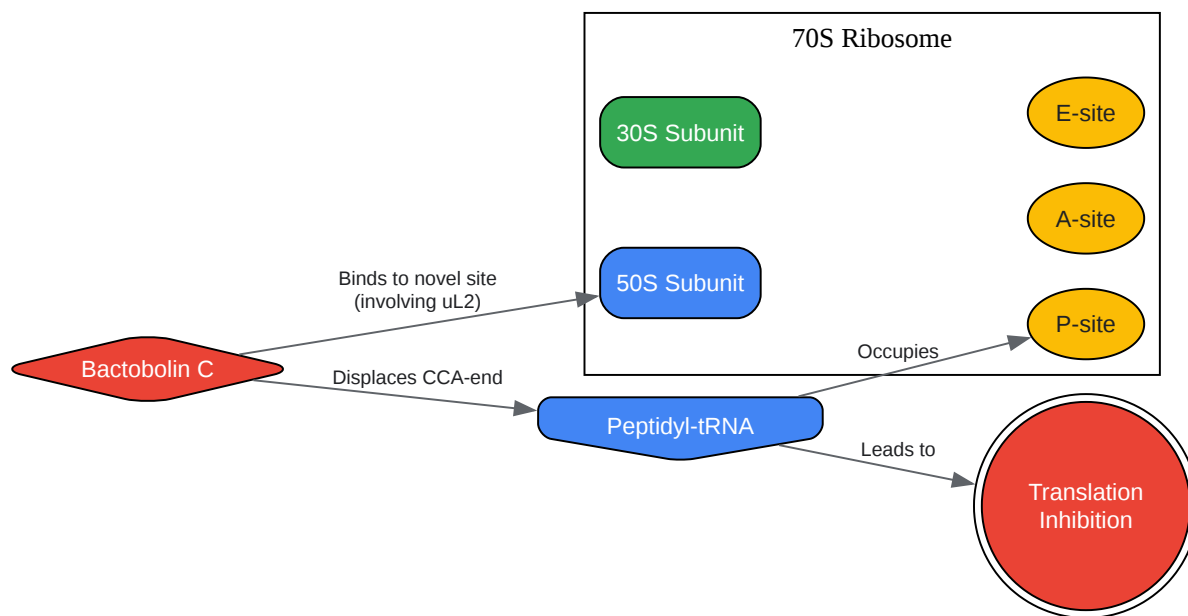 70S Ribosome
30S Subunit
E-site
A-site
50S Subunit
P-site
Binds to novel site
(involving uL2)
Occupies
Bactobolin C
Displaces CCA-end
Peptidyl-tRNA
Leads to
Translation
Inhibition